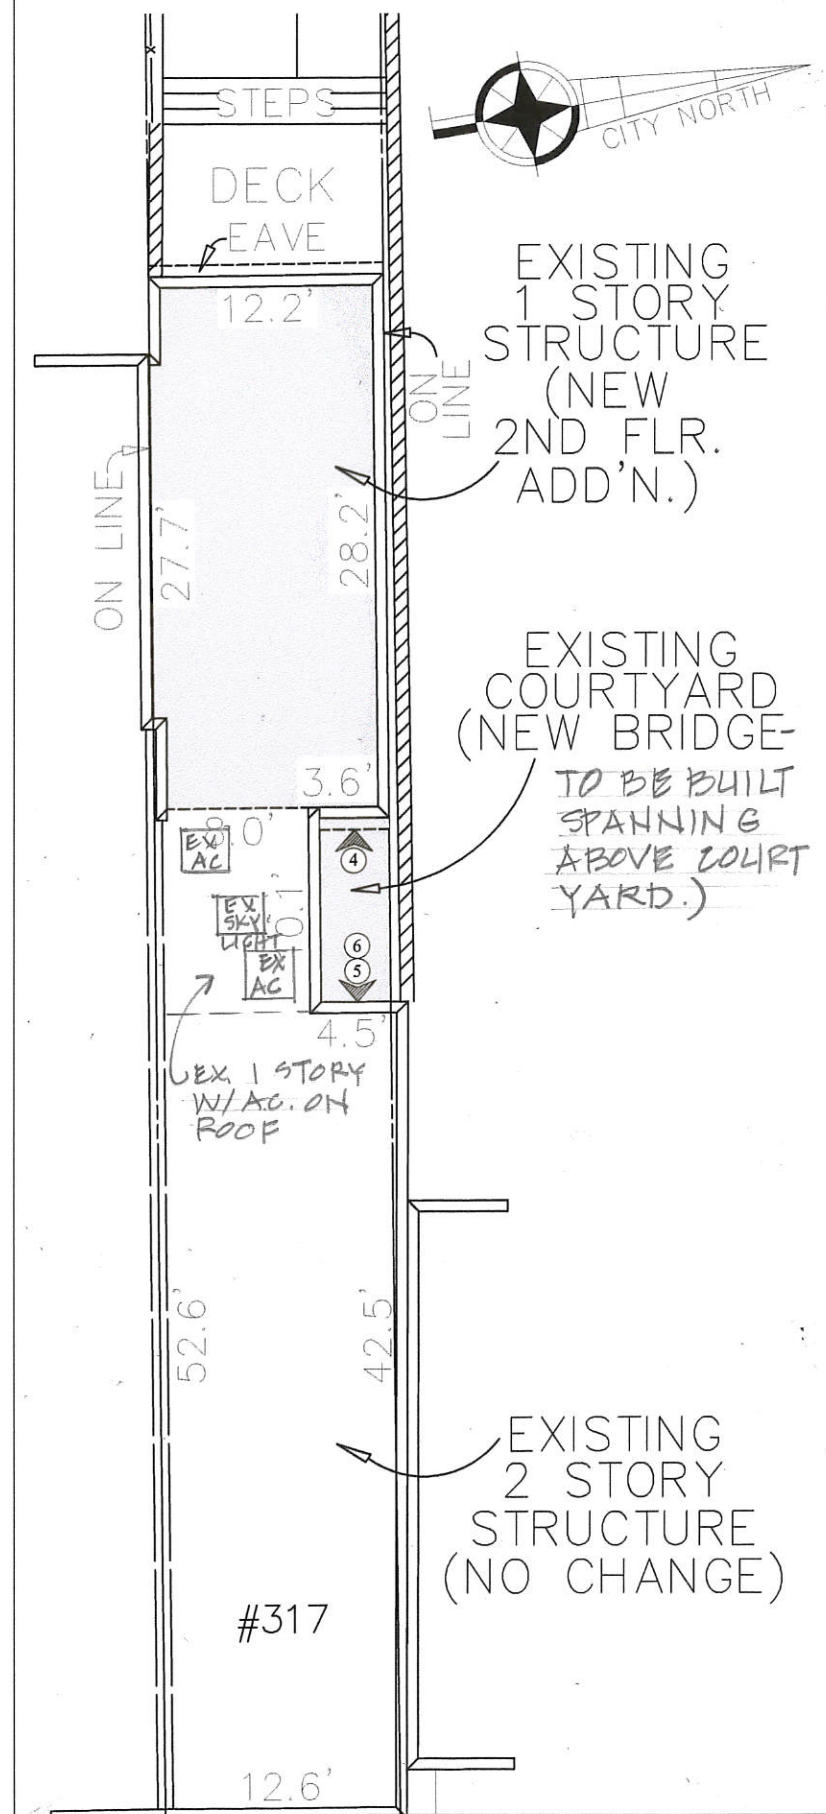 STEPS
CITY NORTH
DECK
EAVE
12.2'
EXISTING
1 STORY
STRUCTURE
(NEW
2ND FLR.
ADD'N.)
ON
LINE
ON LINE
27.7'
28.2'
EXISTING
COURTYARD
(NEW BRIDGE-
TO BE BUILT
SPANNING
ABOVE COURT
YARD.)
3.6'
EX
AC
4
EX
SKY
LIGHT
6
5
EX
AC
4.5'
EX. 1 STORY
W/AC. ON
ROOF
52.6'
42.5'
EXISTING
2 STORY
STRUCTURE
(NO CHANGE)
#317
12.6'